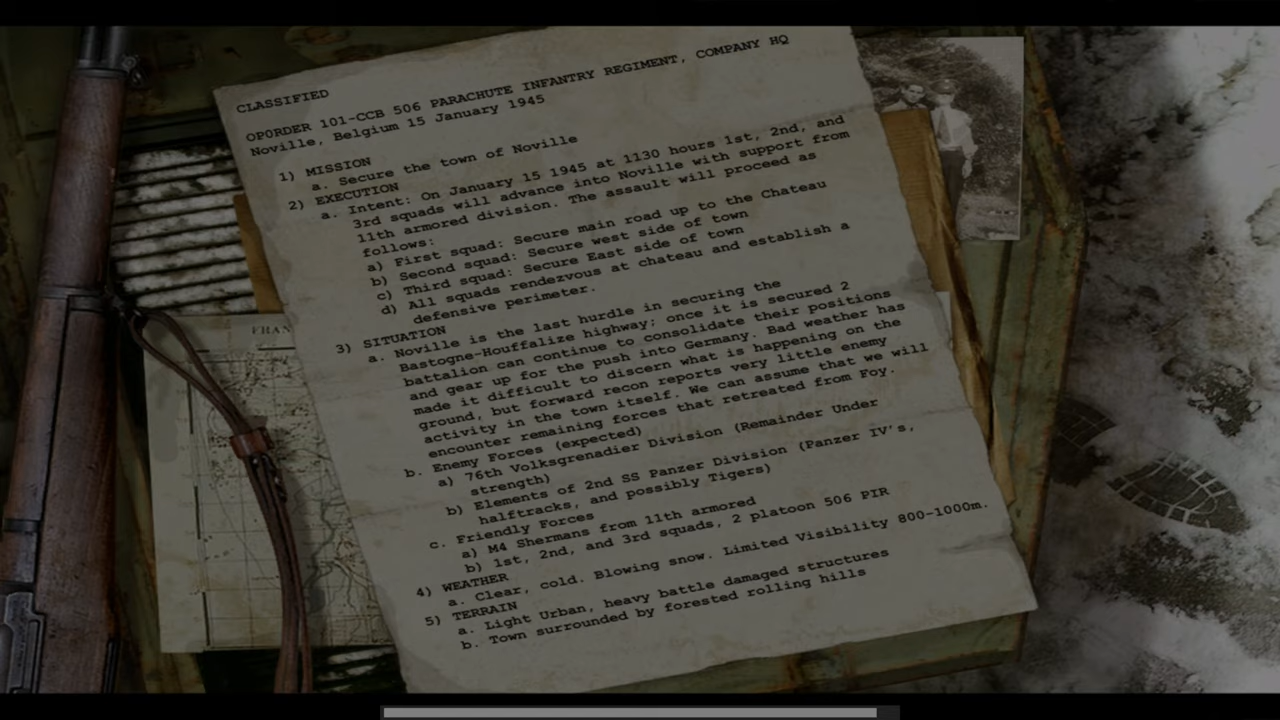 CLASSIFIED
OPORDER 101-CCB 506 PARACHUTE INFANTRY REGIMENT, COMPANY HQ
Noville, Belgium 15 January 1945
1) MISSION
a. Secure the town of Noville
2) EXECUTION
a. Intent: On January 15 1945 at 1130 hours 1st, 2nd, and
3rd squads will advance into Noville with support from
11th armored division. The assault will proceed as
follows:
a) First squad: Secure main road up to the Chateau
b) Second squad: Secure west side of town
c) Third squad: Secure East side of town
d) All squads rendezvous at chateau and establish a
defensive perimeter.
3) SITUATION
a. Noville is the last hurdle in securing the
Bastogne-Houffalize highway; once it is secured 2
battalion can continue to consolidate their positions
and gear up for the push into Germany. Bad weather has
made it difficult to discern what is happening on the
ground, but forward recon reports very little enemy
activity in the town itself. We can assume that we will
encounter remaining forces that retreated from Foy.
b. Enemy Forces (expected)
a) 76th Volksgrenadier Division (Remainder Under
strength)
b) Elements of 2nd SS Panzer Division (Panzer IV's,
halftracks, and possibly Tigers)
c. Friendly Forces
a) M4 Shermans from 11th armored
b) 1st, 2nd, and 3rd squads, 2 platoon 506 PIR
4) WEATHER
a. Clear, cold. Blowing snow. Limited Visibility 800-1000m.
5) TERRAIN
a. Light Urban, heavy battle damaged structures
b. Town surrounded by forested rolling hills
FRAN